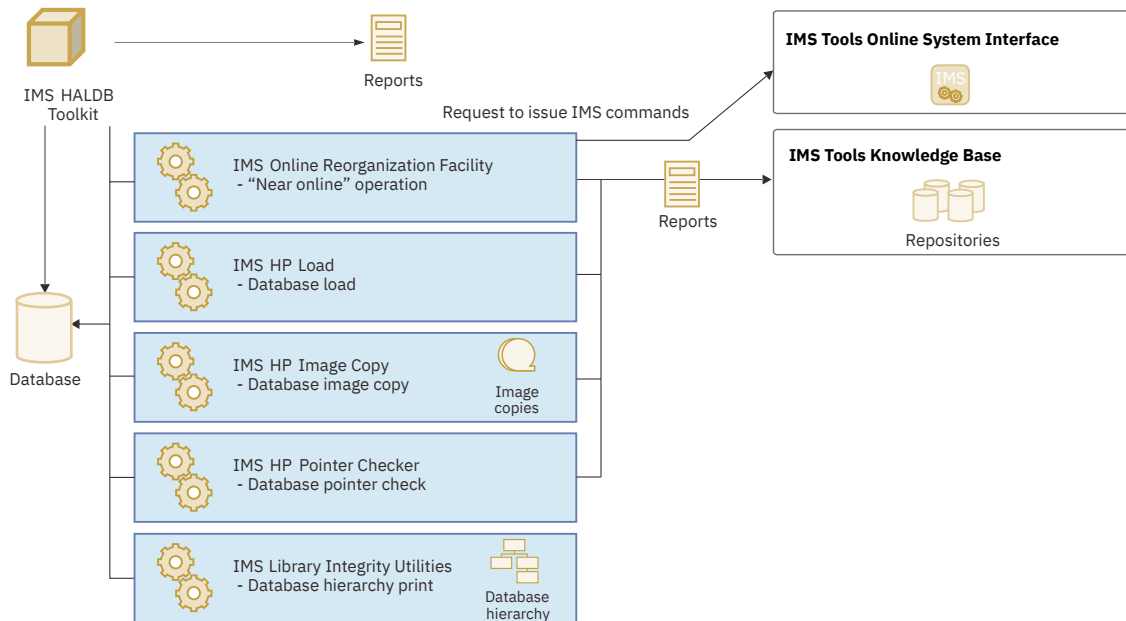 IMS HALDB
Toolkit
Reports
Request to issue IMS commands
IMS Tools Online System Interface
IMS
IMS Online Reorganization Facility
- “Near online” operation
Reports
IMS Tools Knowledge Base
Repositories
IMS HP Load
- Database load
Database
IMS HP Image Copy
- Database image copy
Image
copies
IMS HP Pointer Checker
- Database pointer check
IMS Library Integrity Utilities
- Database hierarchy print
Database
hierarchy